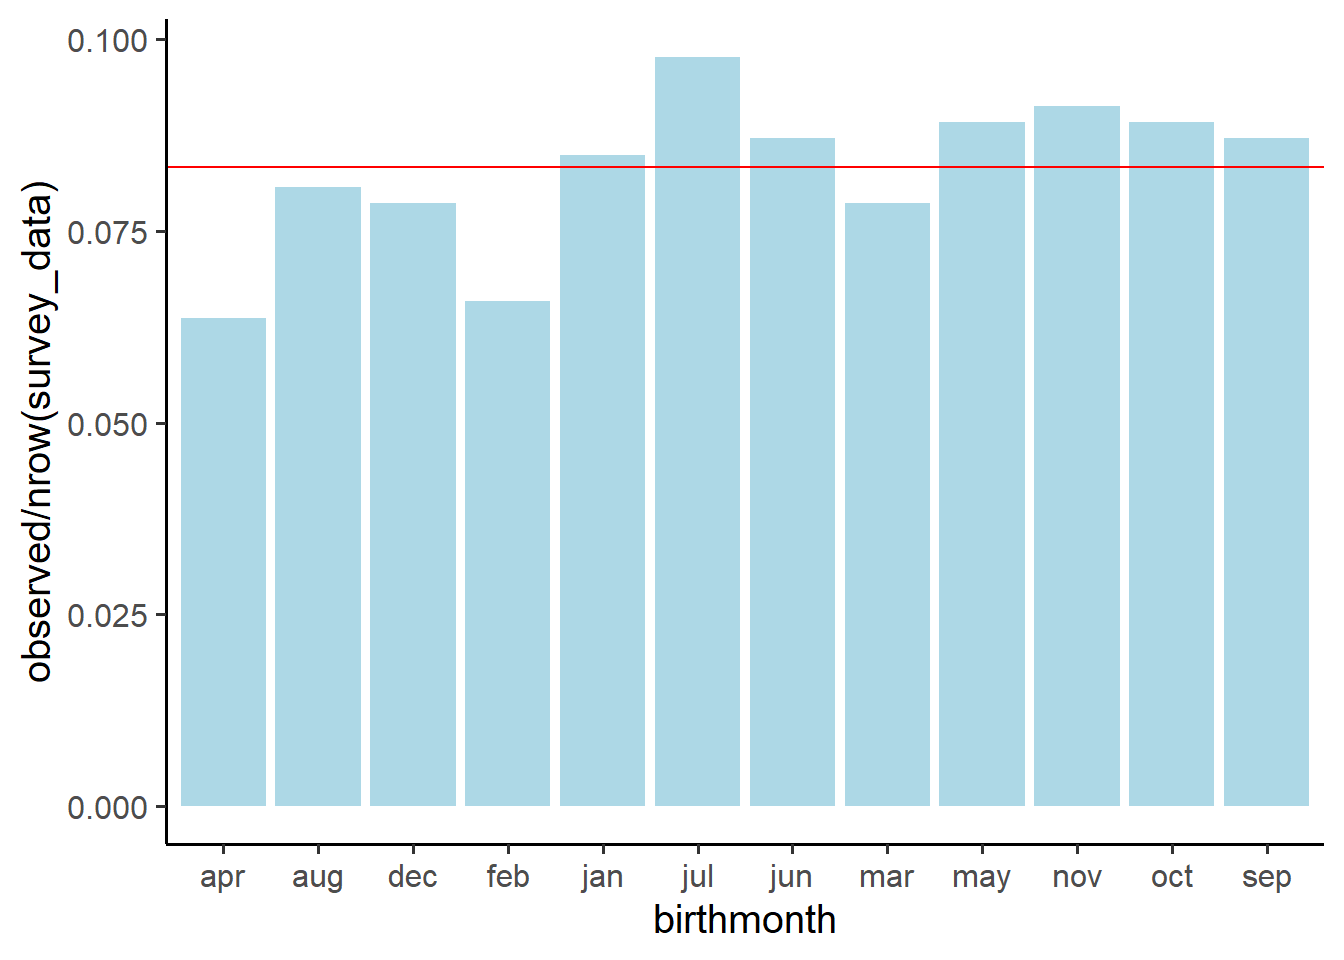 observed/nrow(survey_data)
0.100
0.075
0.050
0.025
0.000
apr aug dec feb jan jul jun mar may nov oct sep
birthmonth